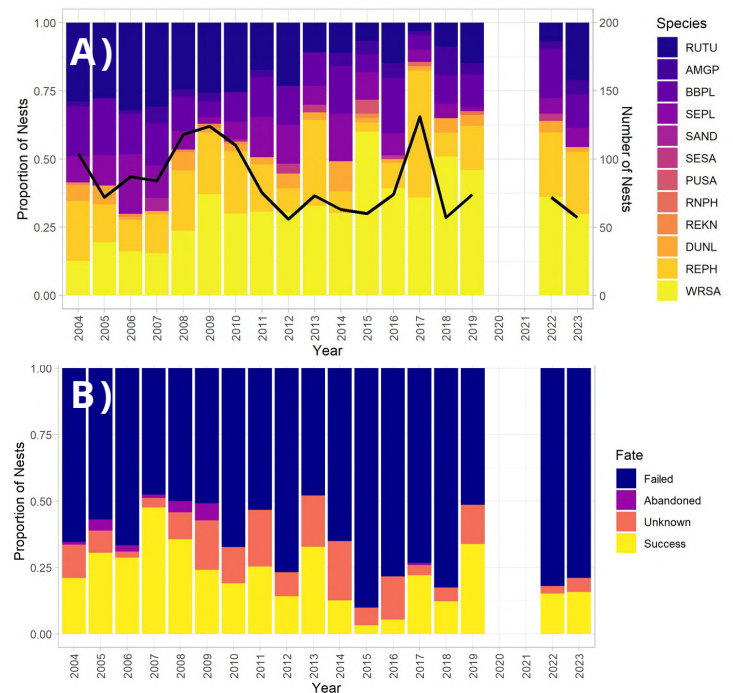 A)
1.00
0.75
0.50
0.25
0.00
Proportion of Nests
200
150
100
50
0
Number of Nests
2004 2005 2006 2007 2008 2009 2010 2011 2012 2013 2014 2015 2016 2017 2018 2019 2020 2021 2022 2023
Year
Species
RUTU
AMGP
BBPL
SEPL
SAND
SESA
PUSA
RNPH
REKN
DUNL
REPH
WRSA
B)
1.00
0.75
0.50
0.25
0.00
Proportion of Nests
2004 2005 2006 2007 2008 2009 2010 2011 2012 2013 2014 2015 2016 2017 2018 2019 2020 2021 2022 2023
Year
Fate
Failed
Abandoned
Unknown
Success